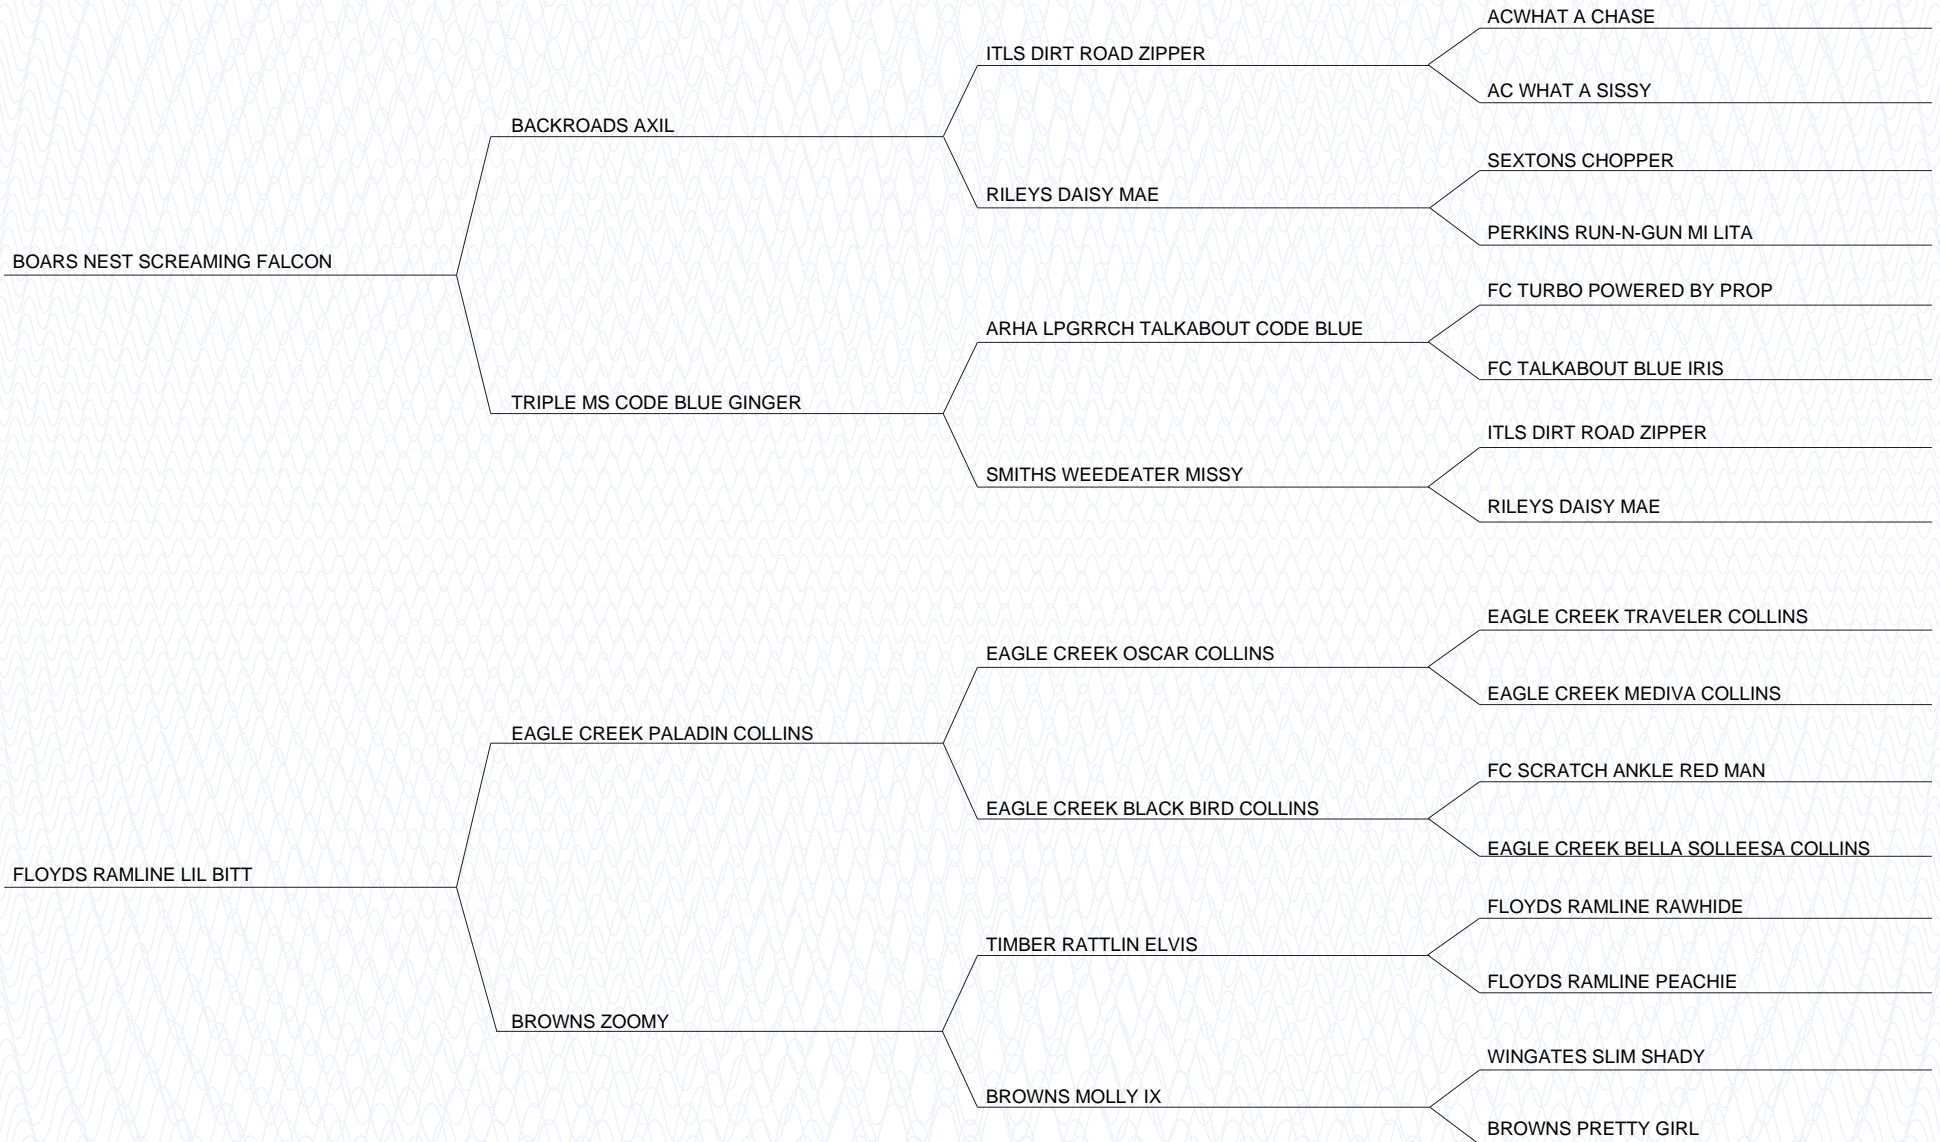 ACWHAT A CHASE
ITLS DIRT ROAD ZIPPER
AC WHAT A SISSY
BACKROADS AXIL
SEXTONS CHOPPER
RILEYS DAISY MAE
PERKINS RUN-N-GUN MI LITA
BOARS NEST SCREAMING FALCON
FC TURBO POWERED BY PROP
ARHA LPGRRCH TALKABOUT CODE BLUE
FC TALKABOUT BLUE IRIS
TRIPLE MS CODE BLUE GINGER
ITLS DIRT ROAD ZIPPER
SMITHS WEEDEATER MISSY
RILEYS DAISY MAE
EAGLE CREEK TRAVELER COLLINS
EAGLE CREEK OSCAR COLLINS
EAGLE CREEK MEDIVA COLLINS
EAGLE CREEK PALADIN COLLINS
FC SCRATCH ANKLE RED MAN
EAGLE CREEK BLACK BIRD COLLINS
EAGLE CREEK BELLA SOLLEESA COLLINS
FLOYDS RAMLINE LIL BITT
FLOYDS RAMLINE RAWHIDE
TIMBER RATTLIN ELVIS
FLOYDS RAMLINE PEACHIE
BROWNS ZOOMY
WINGATES SLIM SHADY
BROWNS MOLLY IX
BROWNS PRETTY GIRL